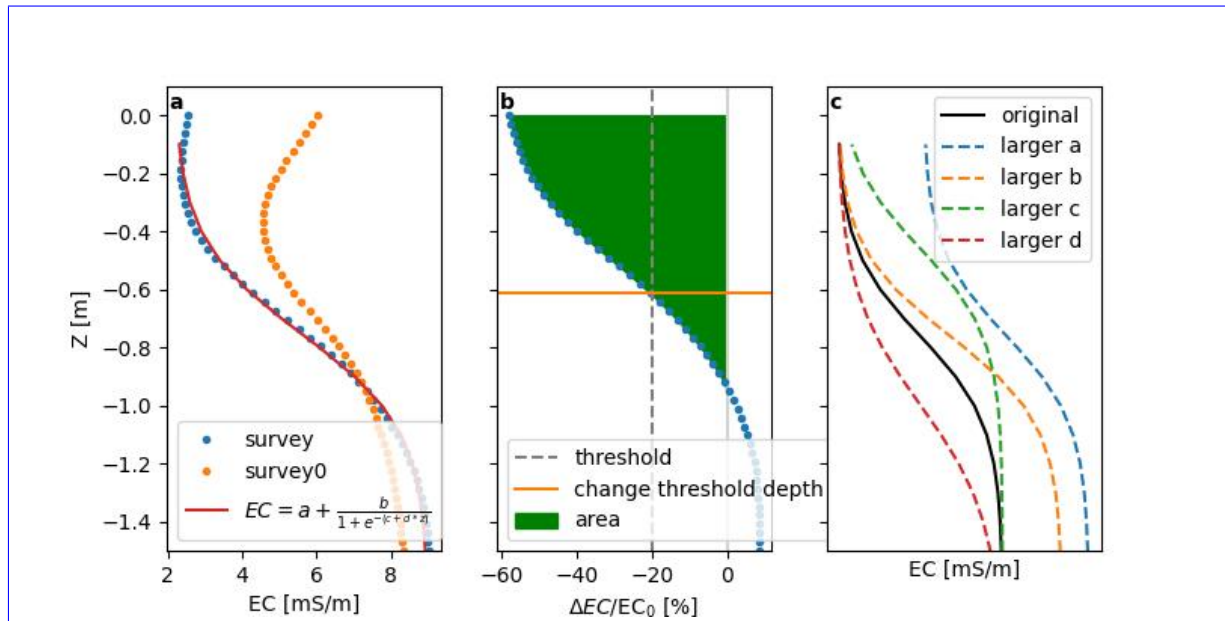 a
0.0
−0.2
−0.4
−0.6
−0.8
−1.0
−1.2
−1.4
Z [m]
survey
survey0
EC = a + b / (1 + e^−(c + d * z))
2 4 6 8
EC [mS/m]
b
threshold
change threshold depth
area
−60 −40 −20 0
ΔEC/EC₀ [%]
c
original
larger a
larger b
larger c
larger d
EC [mS/m]